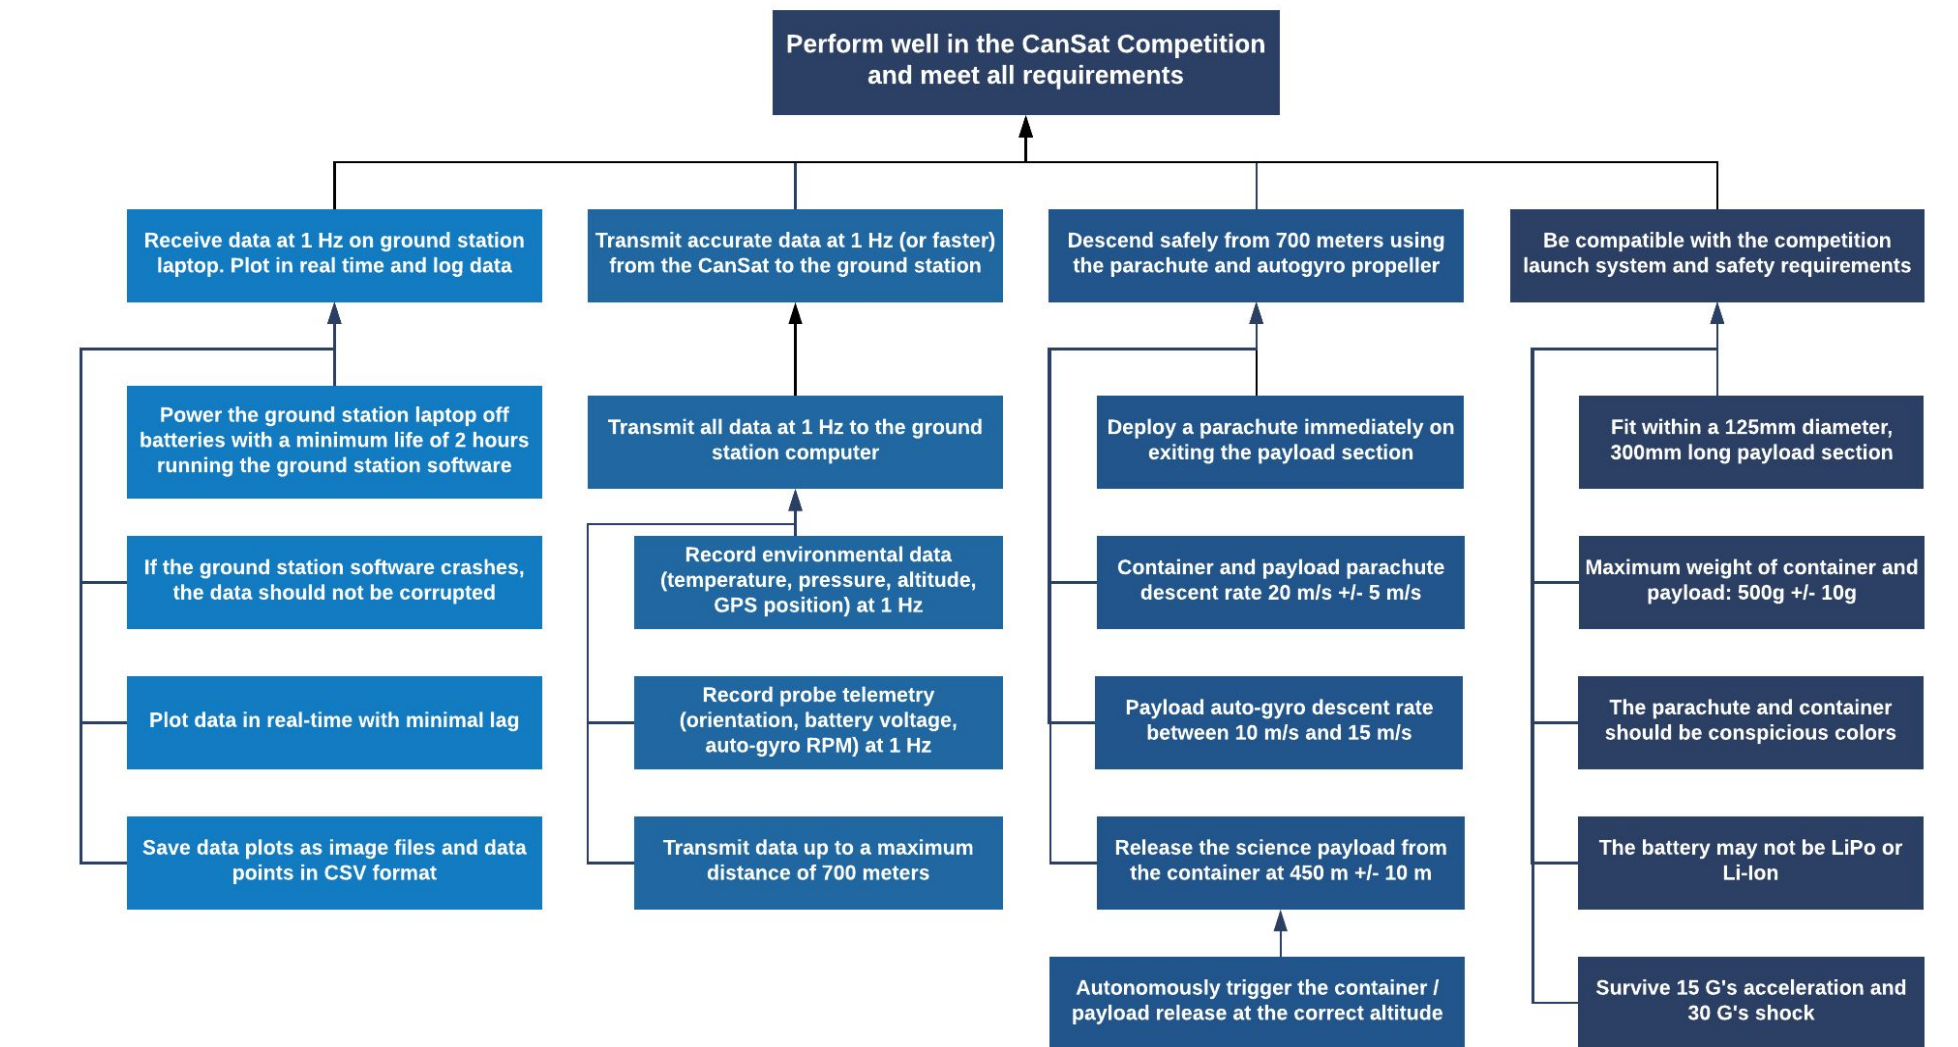 Perform well in the CanSat Competition
and meet all requirements
Receive data at 1 Hz on ground station
laptop. Plot in real time and log data
Power the ground station laptop off
batteries with a minimum life of 2 hours
running the ground station software
If the ground station software crashes,
the data should not be corrupted
Plot data in real-time with minimal lag
Save data plots as image files and data
points in CSV format
Transmit accurate data at 1 Hz (or faster)
from the CanSat to the ground station
Transmit all data at 1 Hz to the ground
station computer
Record environmental data
(temperature, pressure, altitude,
GPS position) at 1 Hz
Record probe telemetry
(orientation, battery voltage,
auto-gyro RPM) at 1 Hz
Transmit data up to a maximum
distance of 700 meters
Descend safely from 700 meters using
the parachute and autogyro propeller
Deploy a parachute immediately on
exiting the payload section
Container and payload parachute
descent rate 20 m/s +/- 5 m/s
Payload auto-gyro descent rate
between 10 m/s and 15 m/s
Release the science payload from
the container at 450 m +/- 10 m
Autonomously trigger the container /
payload release at the correct altitude
Be compatible with the competition
launch system and safety requirements
Fit within a 125mm diameter,
300mm long payload section
Maximum weight of container and
payload: 500g +/- 10g
The parachute and container
should be conspicious colors
The battery may not be LiPo or
Li-Ion
Survive 15 G's acceleration and
30 G's shock